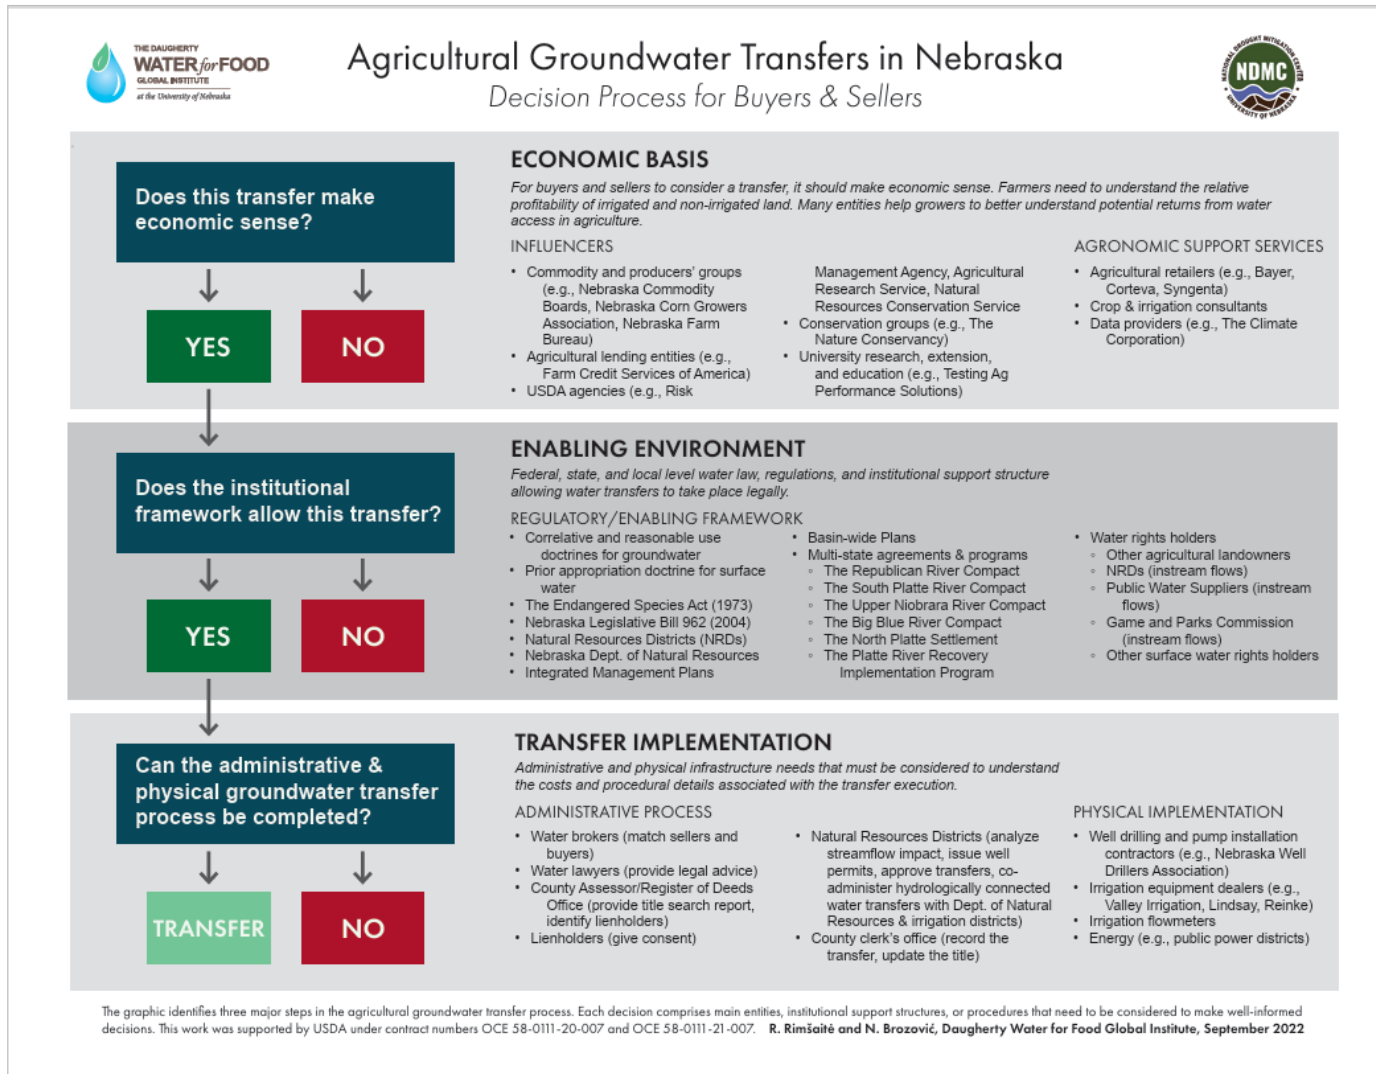 THE DAUGHERTY
WATER for FOOD
GLOBAL INSTITUTE
at the University of Nebraska
Agricultural Groundwater Transfers in Nebraska
Decision Process for Buyers & Sellers
NATIONAL DROUGHT MITIGATION CENTER
NDMC
UNIVERSITY OF NEBRASKA
Does this transfer make
economic sense?
YES
NO
ECONOMIC BASIS
For buyers and sellers to consider a transfer, it should make economic sense. Farmers need to understand the relative
profitability of irrigated and non-irrigated land. Many entities help growers to better understand potential returns from water
access in agriculture.
INFLUENCERS
• Commodity and producers' groups
(e.g., Nebraska Commodity
Boards, Nebraska Corn Growers
Association, Nebraska Farm
Bureau)
• Agricultural lending entities (e.g.,
Farm Credit Services of America)
• USDA agencies (e.g., Risk
Management Agency, Agricultural
Research Service, Natural
Resources Conservation Service
• Conservation groups (e.g., The
Nature Conservancy)
• University research, extension,
and education (e.g., Testing Ag
Performance Solutions)
AGRONOMIC SUPPORT SERVICES
• Agricultural retailers (e.g., Bayer,
Corteva, Syngenta)
• Crop & irrigation consultants
• Data providers (e.g., The Climate
Corporation)
Does the institutional
framework allow this transfer?
YES
NO
ENABLING ENVIRONMENT
Federal, state, and local level water law, regulations, and institutional support structure
allowing water transfers to take place legally.
REGULATORY/ENABLING FRAMEWORK
• Correlative and reasonable use
doctrines for groundwater
• Prior appropriation doctrine for surface
water
• The Endangered Species Act (1973)
• Nebraska Legislative Bill 962 (2004)
• Natural Resources Districts (NRDs)
• Nebraska Dept. of Natural Resources
• Integrated Management Plans
• Basin-wide Plans
• Multi-state agreements & programs
◦ The Republican River Compact
◦ The South Platte River Compact
◦ The Upper Niobrara River Compact
◦ The Big Blue River Compact
◦ The North Platte Settlement
◦ The Platte River Recovery
Implementation Program
• Water rights holders
◦ Other agricultural landowners
◦ NRDs (instream flows)
◦ Public Water Suppliers (instream
flows)
◦ Game and Parks Commission
(instream flows)
◦ Other surface water rights holders
Can the administrative &
physical groundwater transfer
process be completed?
TRANSFER
NO
TRANSFER IMPLEMENTATION
Administrative and physical infrastructure needs that must be considered to understand
the costs and procedural details associated with the transfer execution.
ADMINISTRATIVE PROCESS
• Water brokers (match sellers and
buyers)
• Water lawyers (provide legal advice)
• County Assessor/Register of Deeds
Office (provide title search report,
identify lienholders)
• Lienholders (give consent)
• Natural Resources Districts (analyze
streamflow impact, issue well
permits, approve transfers, co-
administer hydrologically connected
water transfers with Dept. of Natural
Resources & irrigation districts)
• County clerk's office (record the
transfer, update the title)
PHYSICAL IMPLEMENTATION
• Well drilling and pump installation
contractors (e.g., Nebraska Well
Drillers Association)
• Irrigation equipment dealers (e.g.,
Valley Irrigation, Lindsay, Reinke)
• Irrigation flowmeters
• Energy (e.g., public power districts)
The graphic identifies three major steps in the agricultural groundwater transfer process. Each decision comprises main entities, institutional support structures, or procedures that need to be considered to make well-informed
decisions. This work was supported by USDA under contract numbers OCE 58-0111-20-007 and OCE 58-0111-21-007. R. Rimšaitė and N. Brozović, Daugherty Water for Food Global Institute, September 2022